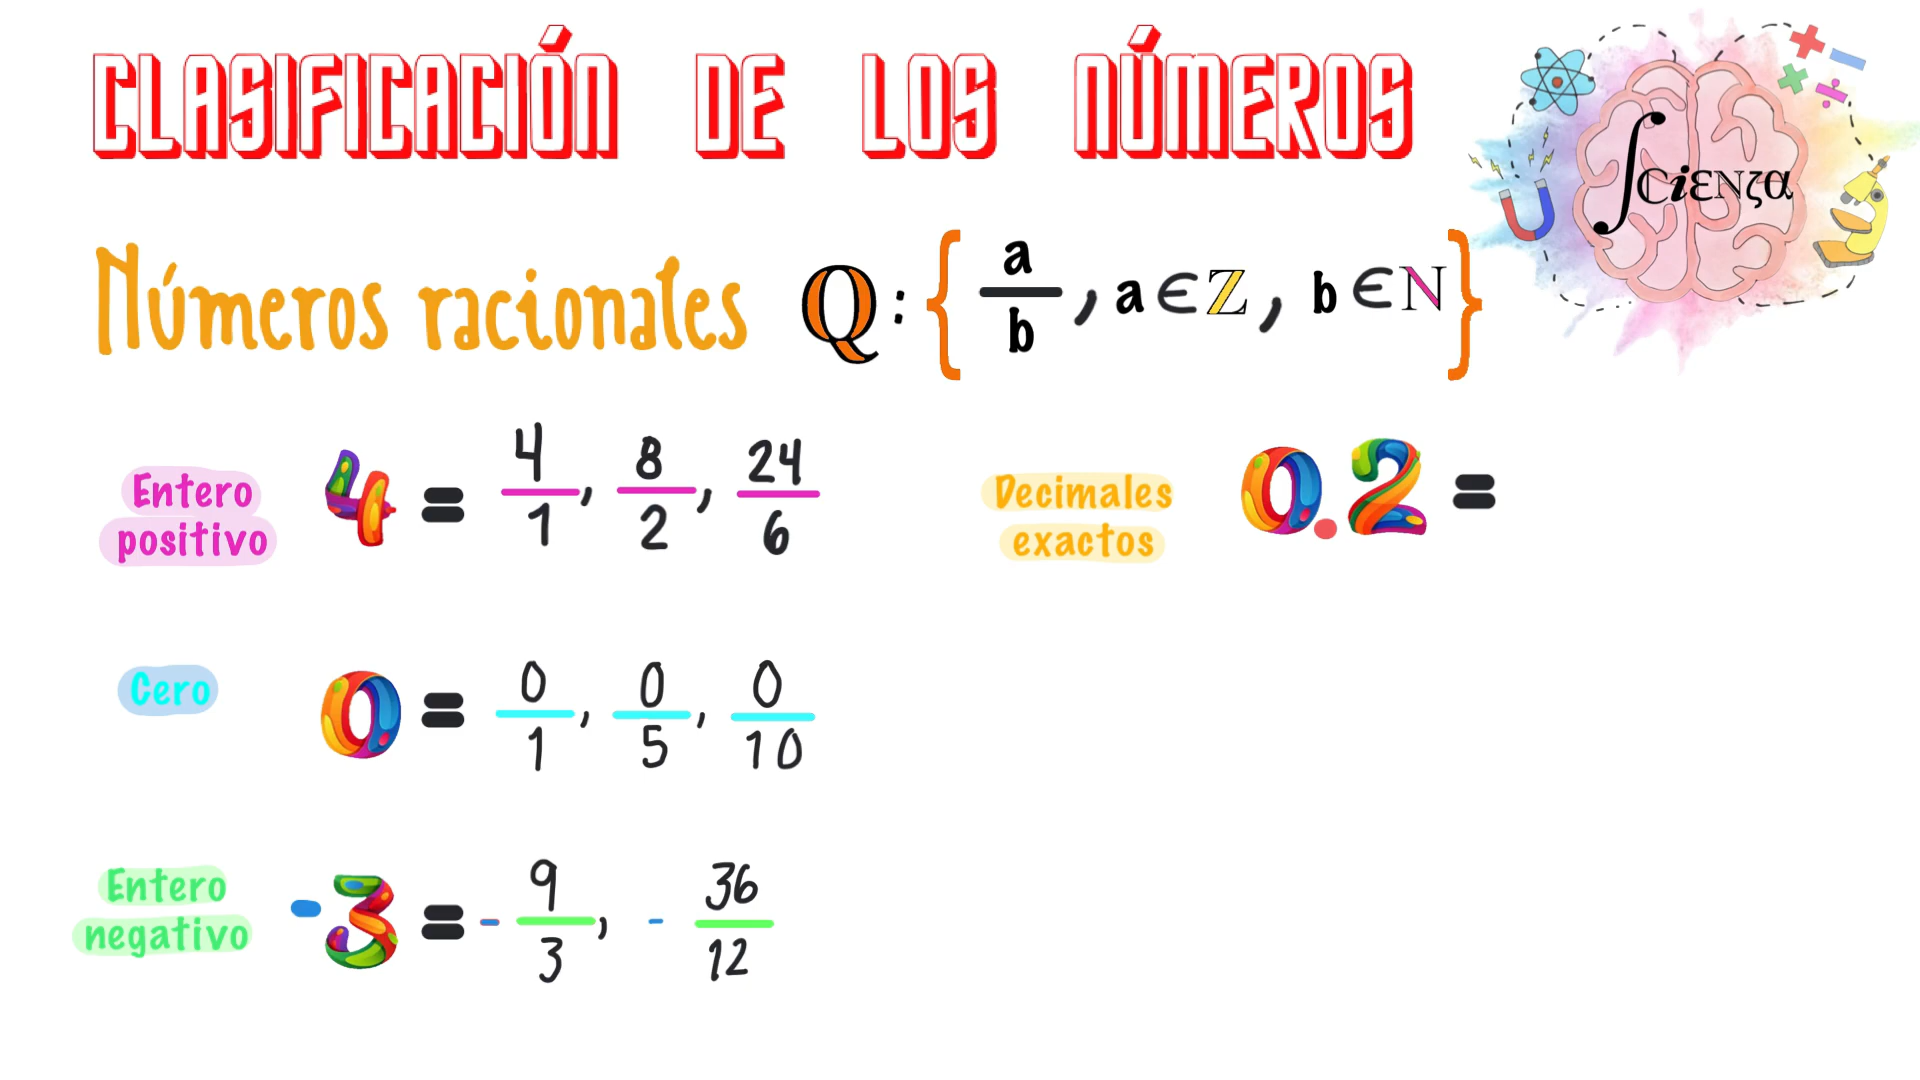 CLASIFICACIÓN DE LOS NÚMEROS
∫CiENζα
Números racionales Q : { a/b , a ∈ Z , b ∈ N }
Entero
positivo
4 = 4/1, 8/2, 24/6
Decimales
exactos
0.2 =
Cero
0 = 0/1, 0/5, 0/10
Entero
negativo
-3 = - 9/3, - 36/12